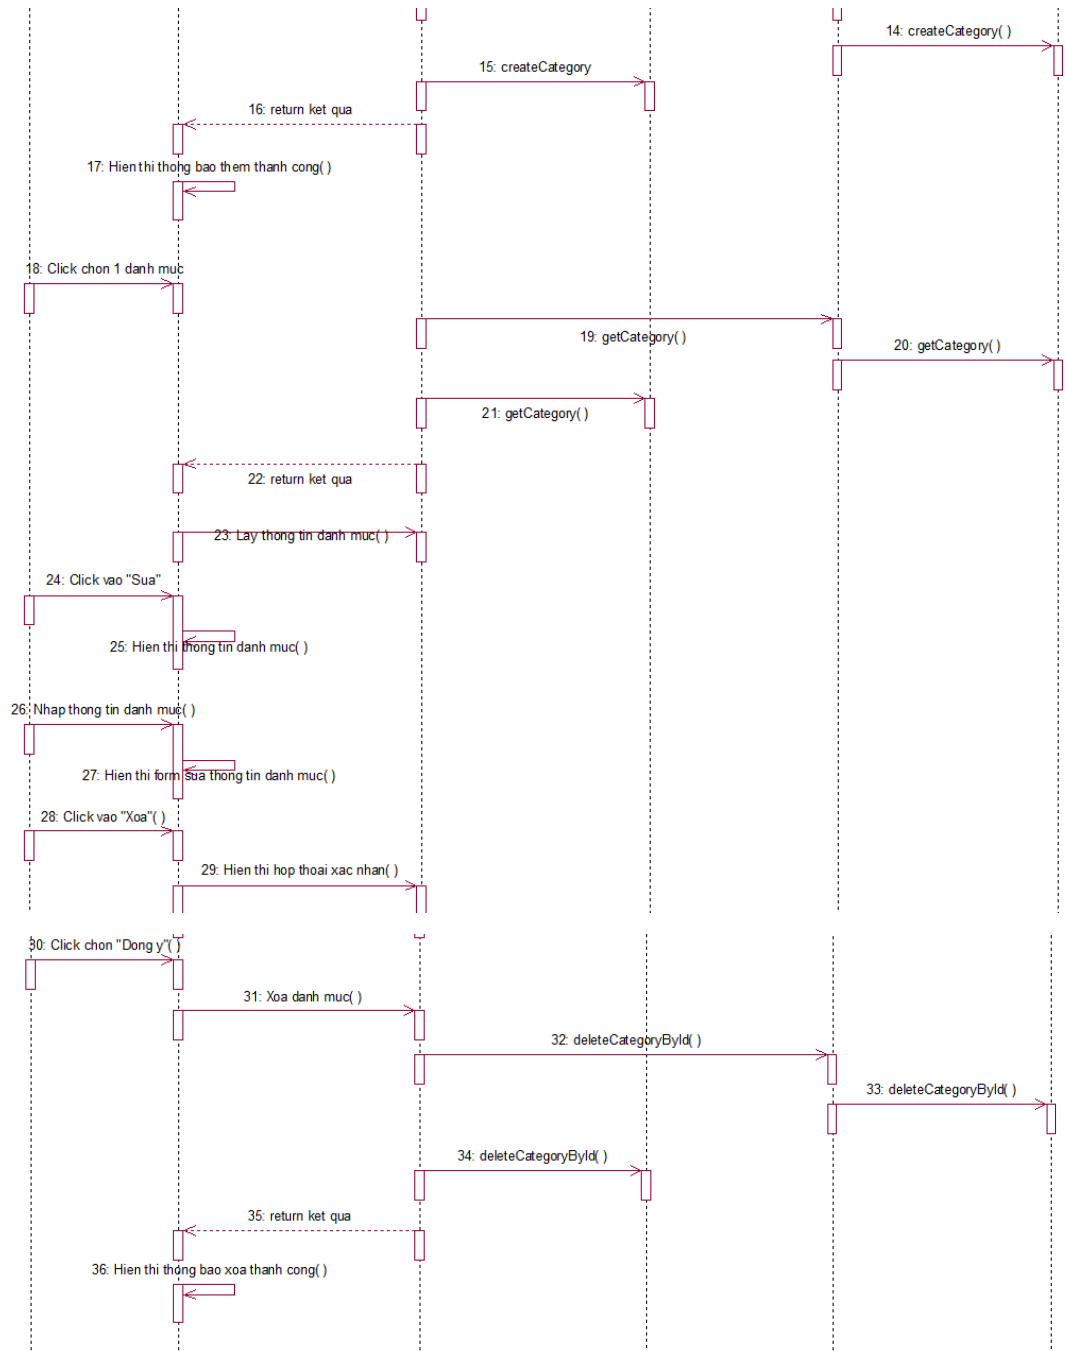 14: createCategory( )
15: createCategory
16: return ket qua
17: Hien thi thong bao them thanh cong( )
18: Click chon 1 danh muc
19: getCategory( )
20: getCategory( )
21: getCategory( )
22: return ket qua
23: Lay thong tin danh muc( )
24: Click vao "Sua"
25: Hien thi thong tin danh muc( )
26: Nhap thong tin danh muc( )
27: Hien thi form sua thong tin danh muc( )
28: Click vao "Xoa"( )
29: Hien thi hop thoai xac nhan( )
30: Click chon "Dong y"( )
31: Xoa danh muc( )
32: deleteCategoryById( )
33: deleteCategoryById( )
34: deleteCategoryById( )
35: return ket qua
36: Hien thi thong bao xoa thanh cong( )